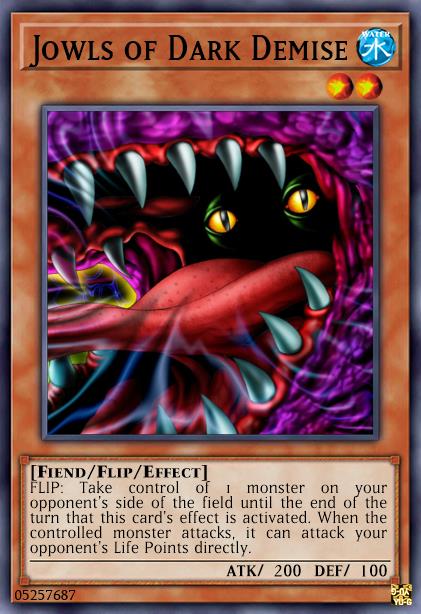 Jowls of Dark Demise
WATER
水
[Fiend/Flip/Effect]
FLIP: Take control of 1 monster on your
opponent's side of the field until the end of the
turn that this card's effect is activated. When the
controlled monster attacks, it can attack your
opponent's Life Points directly.
ATK/ 200 DEF/ 100
05257687